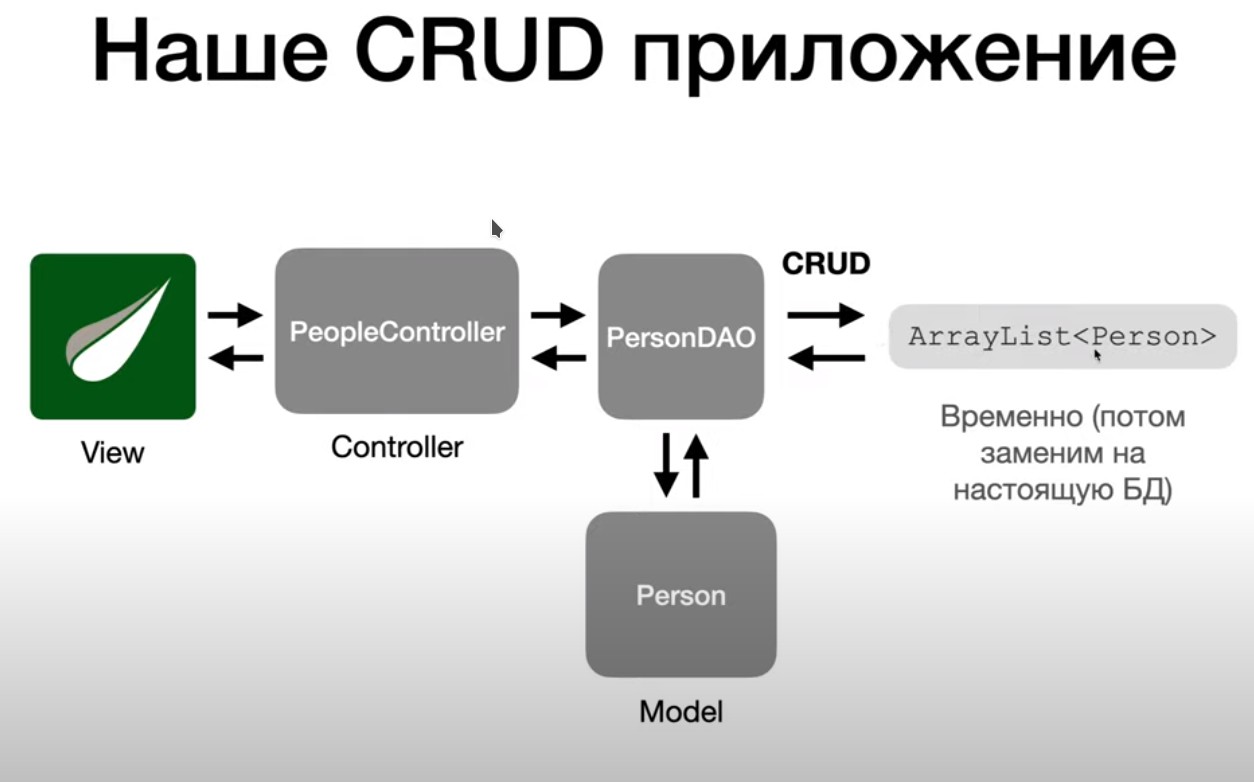 Наше CRUD приложение
View
PeopleController
Controller
PersonDAO
CRUD
ArrayList<Person>
Временно (потом
заменим на
настоящую БД)
Person
Model